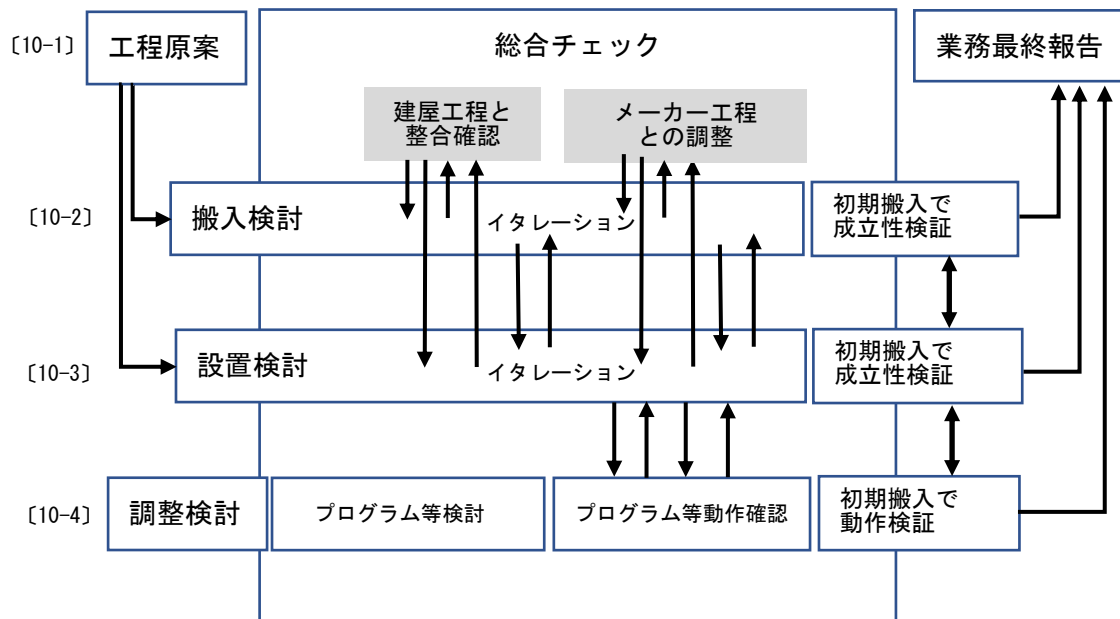 〔10-1〕
工程原案
総合チェック
業務最終報告
建屋工程と
整合確認
メーカー工程
との調整
〔10-2〕
搬入検討
イタレーション
初期搬入で
成立性検証
〔10-3〕
設置検討
イタレーション
初期搬入で
成立性検証
〔10-4〕
調整検討
プログラム等検討
プログラム等動作確認
初期搬入で
動作検証